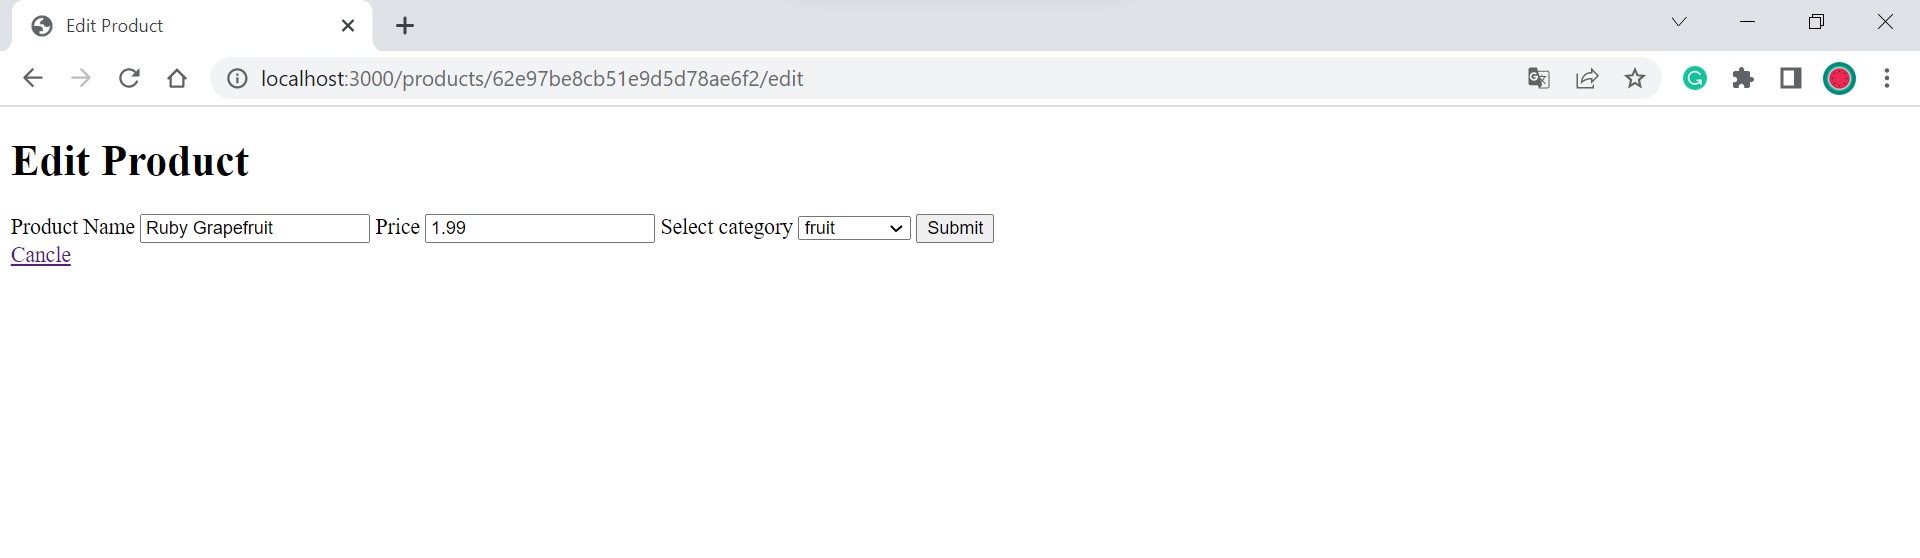 Edit Product
localhost:3000/products/62e97be8cb51e9d5d78ae6f2/edit
Edit Product
Product Name Ruby Grapefruit Price 1.99 Select category fruit Submit
Cancle